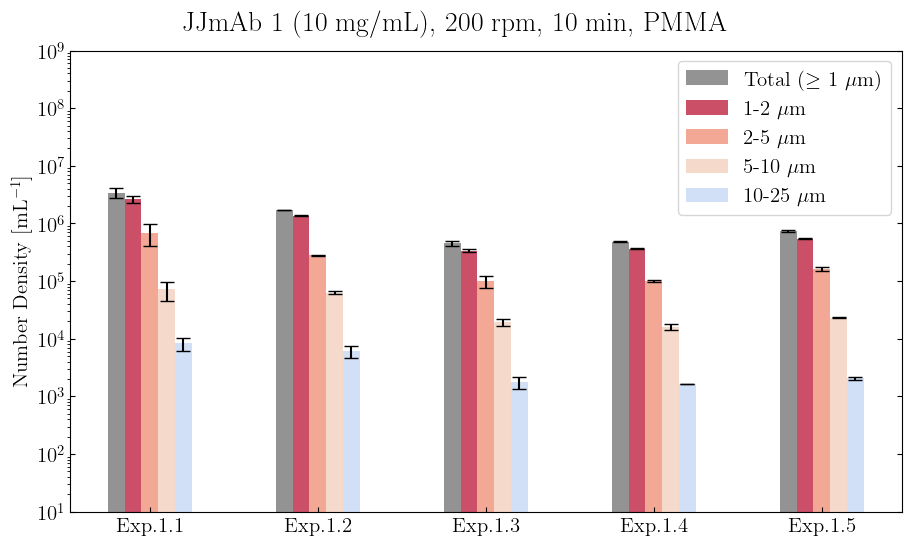 JJmAb 1 (10 mg/mL), 200 rpm, 10 min, PMMA
Number Density [mL⁻¹]
10⁹
10⁸
10⁷
10⁶
10⁵
10⁴
10³
10²
10¹
Total (≥ 1 μm)
1-2 μm
2-5 μm
5-10 μm
10-25 μm
Exp.1.1 Exp.1.2 Exp.1.3 Exp.1.4 Exp.1.5